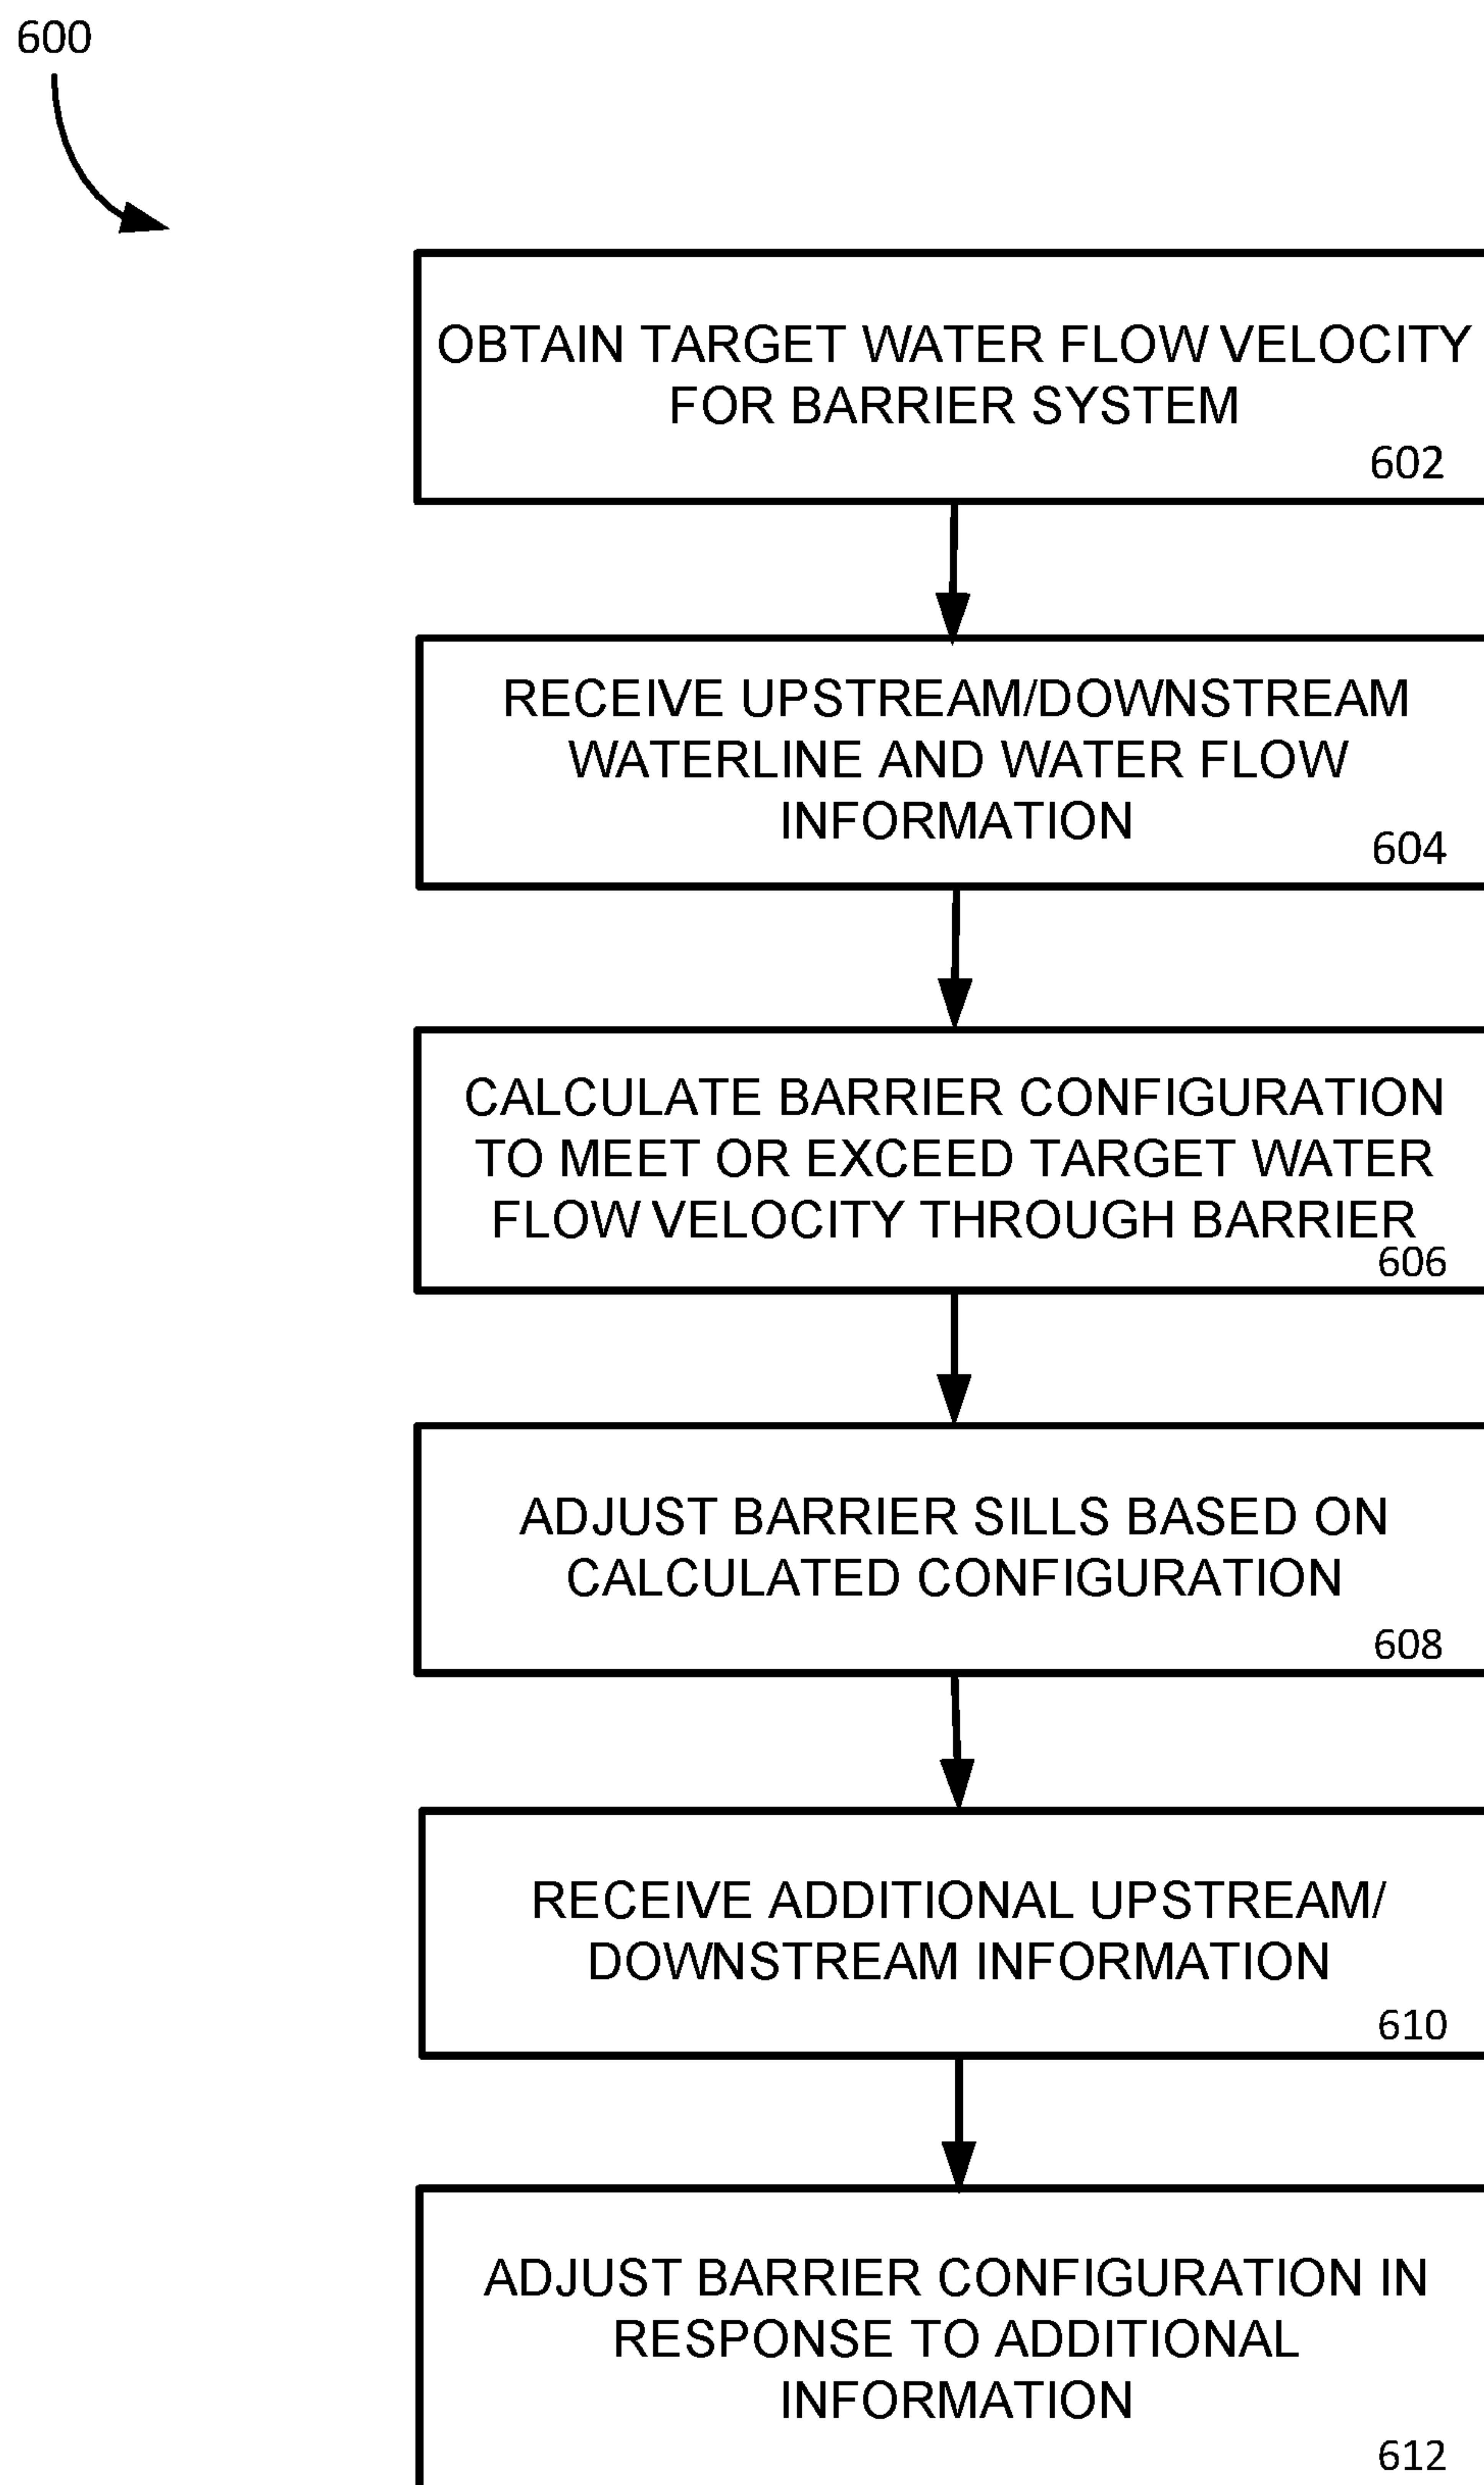 600
OBTAIN TARGET WATER FLOW VELOCITY
FOR BARRIER SYSTEM
602
RECEIVE UPSTREAM/DOWNSTREAM
WATERLINE AND WATER FLOW
INFORMATION
604
CALCULATE BARRIER CONFIGURATION
TO MEET OR EXCEED TARGET WATER
FLOW VELOCITY THROUGH BARRIER
606
ADJUST BARRIER SILLS BASED ON
CALCULATED CONFIGURATION
608
RECEIVE ADDITIONAL UPSTREAM/
DOWNSTREAM INFORMATION
610
ADJUST BARRIER CONFIGURATION IN
RESPONSE TO ADDITIONAL
INFORMATION
612